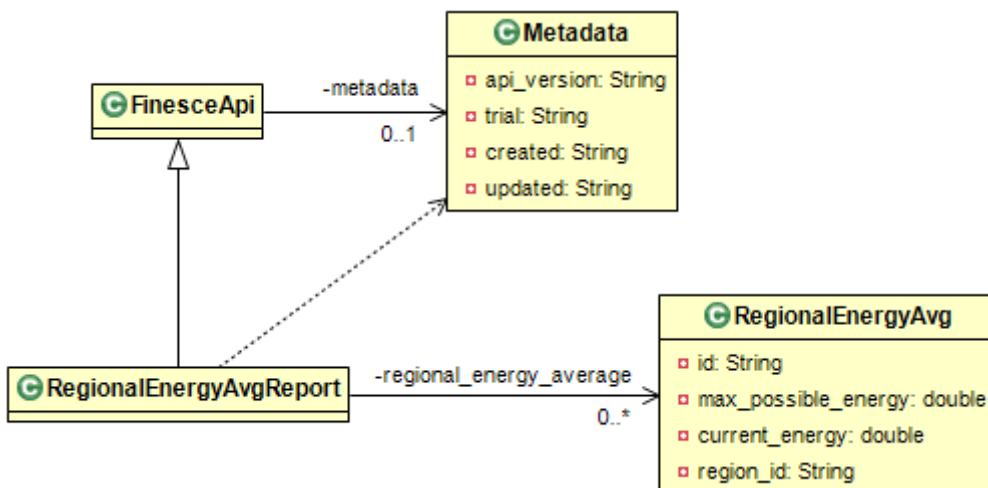 C Metadata
api_version: String
trial: String
created: String
updated: String
C FinesceApi
-metadata
0..1
C RegionalEnergyAvgReport
-regional_energy_average
0..*
C RegionalEnergyAvg
id: String
max_possible_energy: double
current_energy: double
region_id: String